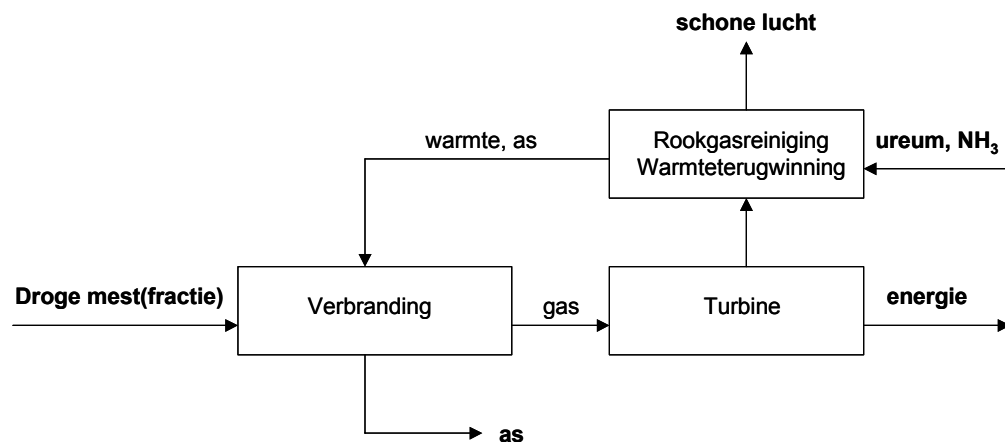 schone lucht
warmte, as
Rookgasreiniging
Warmteterugwinning
ureum, NH₃
Droge mest(fractie)
Verbranding
gas
Turbine
energie
as